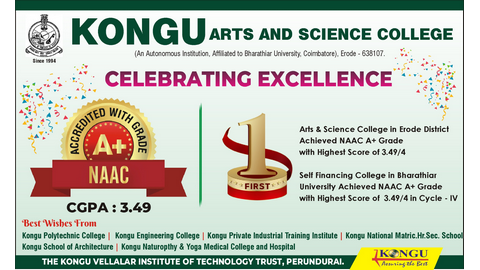 KONGU ARTS AND SCIENCE COLLEGE
(An Autonomous Institution, Affiliated to Bharathiar University, Coimbatore), Erode - 638107.
Since 1994
CELEBRATING EXCELLENCE
ACCREDITED WITH GRADE
A+
NAAC
CGPA : 3.49
1
FIRST
Arts & Science College in Erode District
Achieved NAAC A+ Grade
with Highest Score of 3.49/4
Self Financing College in Bharathiar
University Achieved NAAC A+ Grade
with Highest Score of 3.49/4 in Cycle - IV
Best Wishes From
Kongu Polytechnic College | Kongu Engineering College | Kongu Private Industrial Training Institute | Kongu National Matric.Hr.Sec. School
Kongu School of Architecture | Kongu Naturopthy & Yoga Medical College and Hospital
THE KONGU VELLALAR INSTITUTE OF TECHNOLOGY TRUST, PERUNDURAI.
KONGU
Assuring the Best